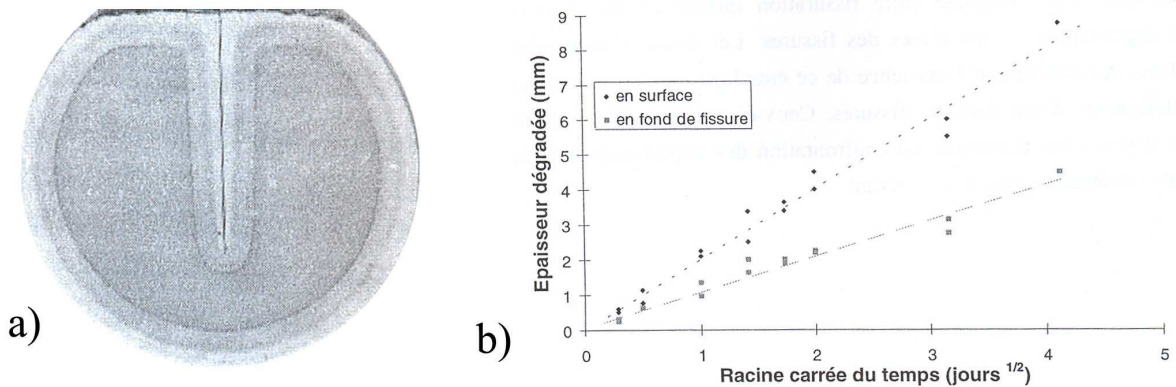 a)
b)
Epaisseur dégradée (mm)
9
8
7
6
5
4
3
2
1
0
en surface
en fond de fissure
0 1 2 3 4 5
Racine carrée du temps (jours 1/2)